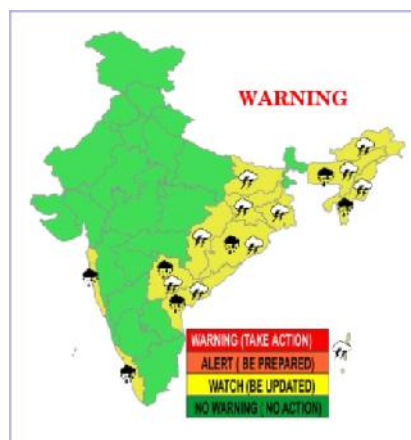 WARNING
WARNING (TAKE ACTION)
ALERT ( BE PREPARED)
WATCH (BE UPDATED)
NO WARNING ( NO ACTION)